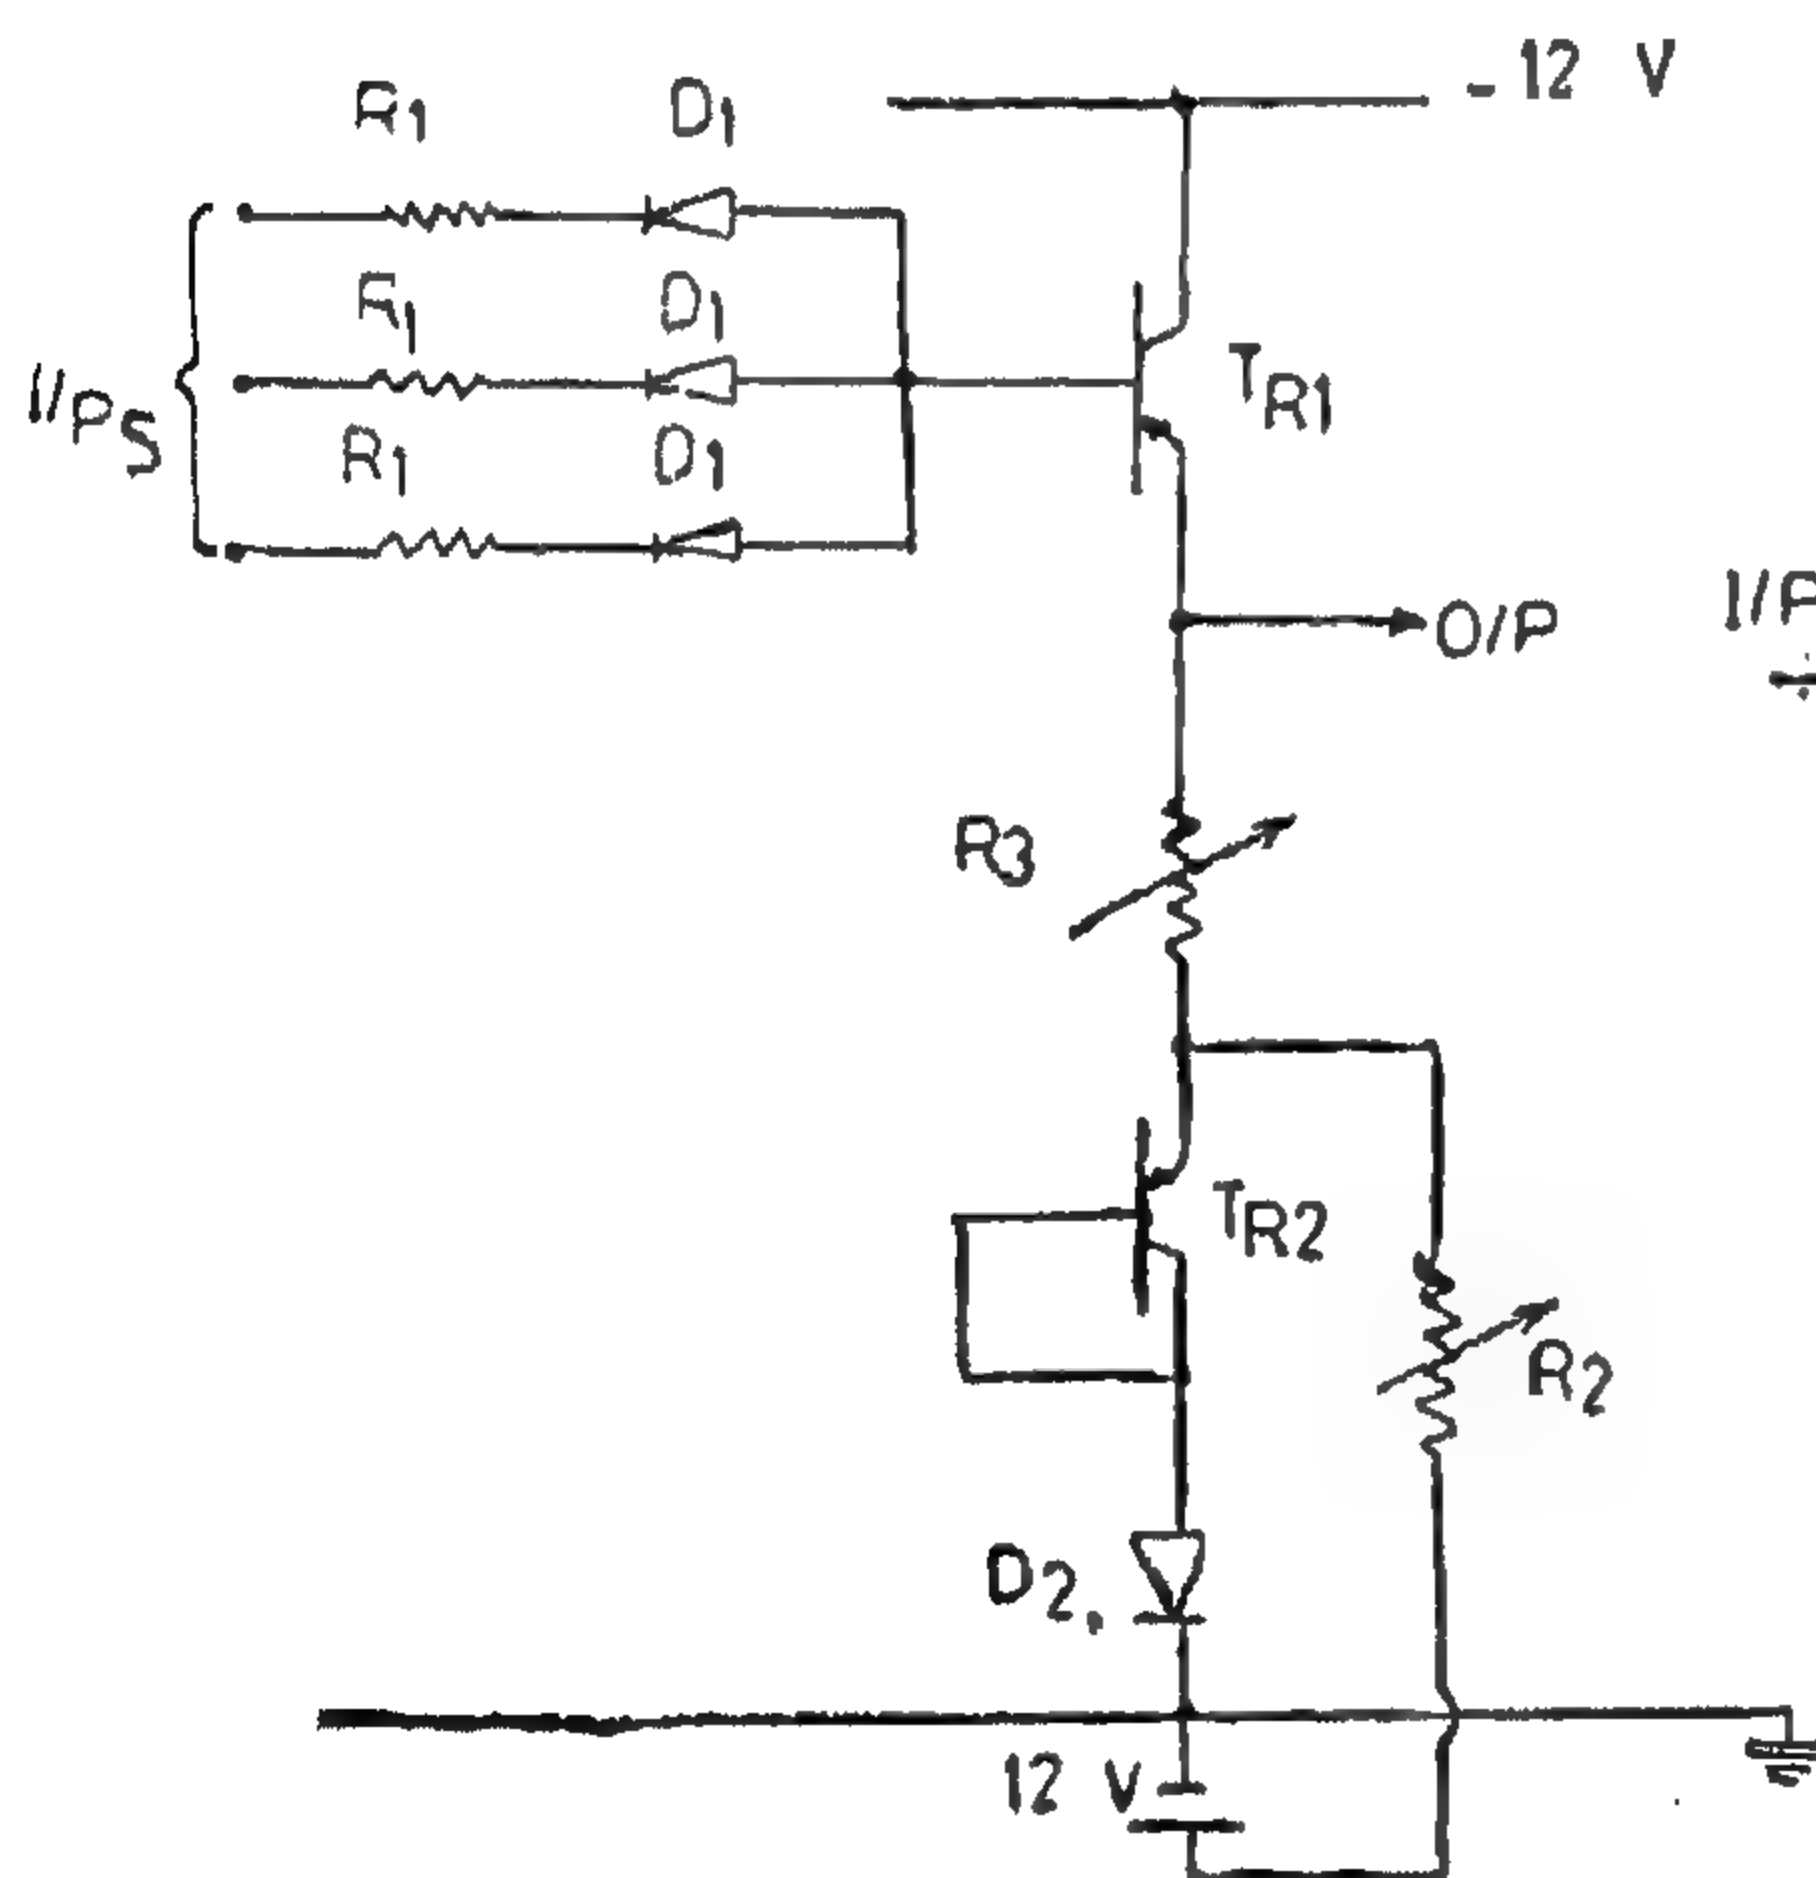 - 12 V
R1 D1
R1 D1
I/PS
R1 D1
TR1
O/P
I/P
R3
TR2
R2
D2,
12 V